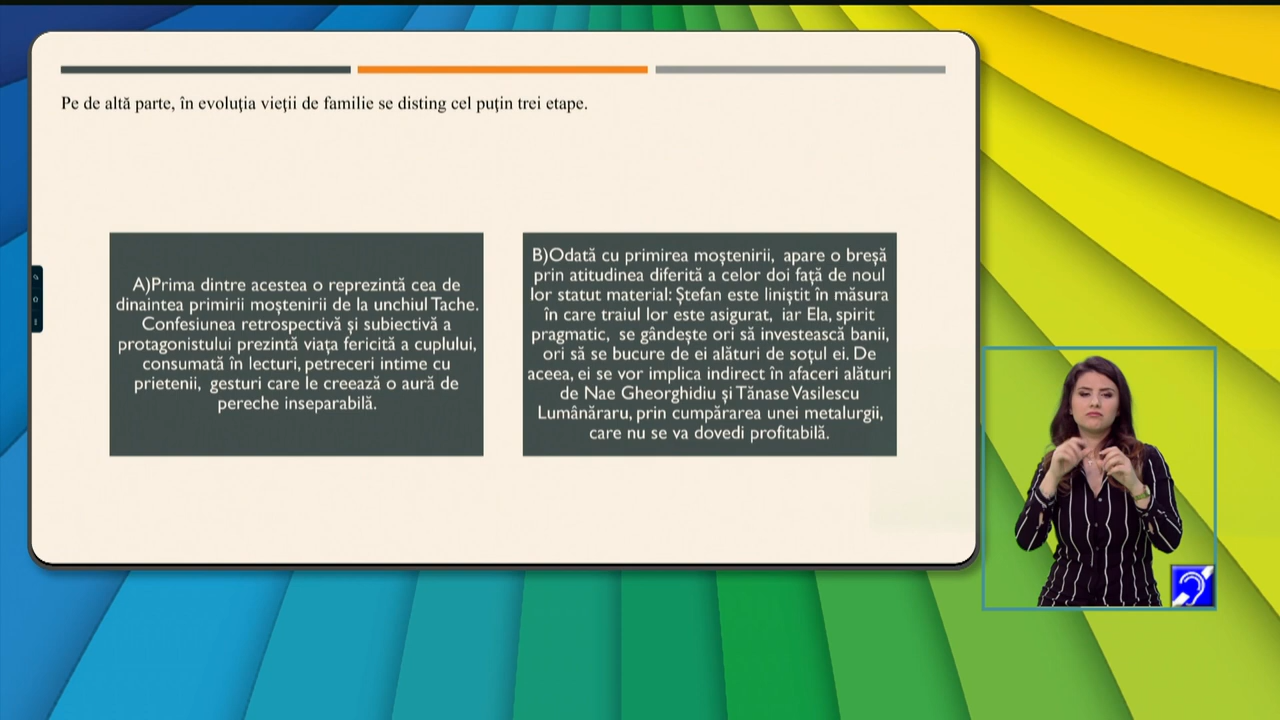 Pe de altă parte, în evoluția vieții de familie se disting cel puțin trei etape.
A)Prima dintre acestea o reprezintă cea de
dinaintea primirii moștenirii de la unchiul Tache.
Confesiunea retrospectivă și subiectivă a
protagonistului prezintă viața fericită a cuplului,
consumată în lecturi, petreceri intime cu
prietenii, gesturi care le creează o aură de
pereche inseparabilă.
B)Odată cu primirea moștenirii, apare o breșă
prin atitudinea diferită a celor doi față de noul
lor statut material: Ștefan este liniștit în măsura
în care traiul lor este asigurat, iar Ela, spirit
pragmatic, se gândește ori să investească banii,
ori să se bucure de ei alături de soțul ei. De
aceea, ei se vor implica indirect în afaceri alături
de Nae Gheorghidiu și Tănase Vasilescu
Lumânăraru, prin cumpărarea unei metalurgii,
care nu se va dovedi profitabilă.